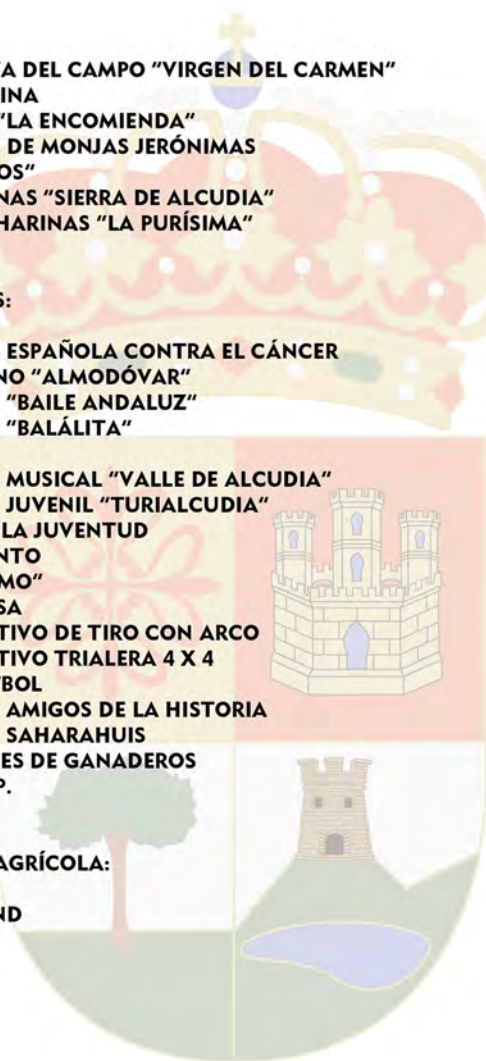 VA DEL CAMPO "VIRGEN DEL CARMEN"
INA
"LA ENCOMIENDA"
DE MONJAS JERÓNIMAS
OS"
NAS "SIERRA DE ALCUDIA"
HARINAS "LA PURÍSIMA"
S:
ESPAÑOLA CONTRA EL CÁNCER
NO "ALMODÓVAR"
"BAILE ANDALUZ"
"BALÁLITA"
MUSICAL "VALLE DE ALCUDIA"
JUVENIL "TURIALCUDIA"
LA JUVENTUD
NTO
MO"
SA
TIVO DE TIRO CON ARCO
TIVO TRIALERA 4 X 4
TBOL
AMIGOS DE LA HISTORIA
SAHARAHUIS
ES DE GANADEROS
P.
AGRÍCOLA:
ND